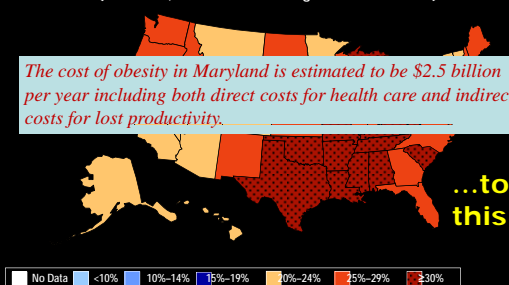 The cost of obesity in Maryland is estimated to be $2.5 billion
per year including both direct costs for health care and indirec
costs for lost productivity.
...to
this
No Data <10% 10%–14% 15%–19% 20%–24% 25%–29% ≥30%